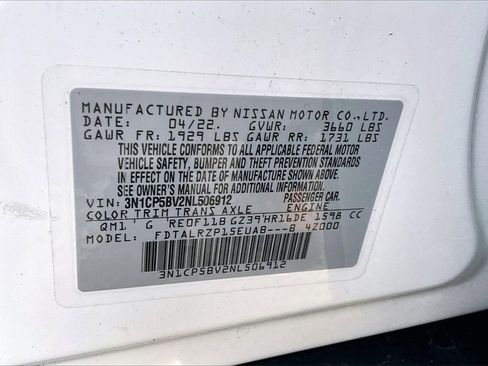 MANUFACTURED BY NISSAN MOTOR CO.,LTD.
DATE: 04/22. GVWR: 3660 LBS
GAWR FR: 1929 LBS GAWR RR: 1731 LBS
THIS VEHICLE CONFORMS TO ALL APPLICABLE FEDERAL MOTOR
VEHICLE SAFETY, BUMPER AND THEFT PREVENTION STANDARDS
IN EFFECT ON THE DATE OF MANUFACTURE SHOWN ABOVE.
SEE OWNER'S MANUAL FOR ADDITIONAL INFORMATION.
VIN: 3N1CP5BV2NL506912 PASSENGER CAR.
COLOR TRIM TRANS AXLE ENGINE
QM1 G RE0F11B GZ39 HR16DE 1598 CC
MODEL: FDTALRZP15EUAB---B 4Z000
3N1CP5BV2NL506912